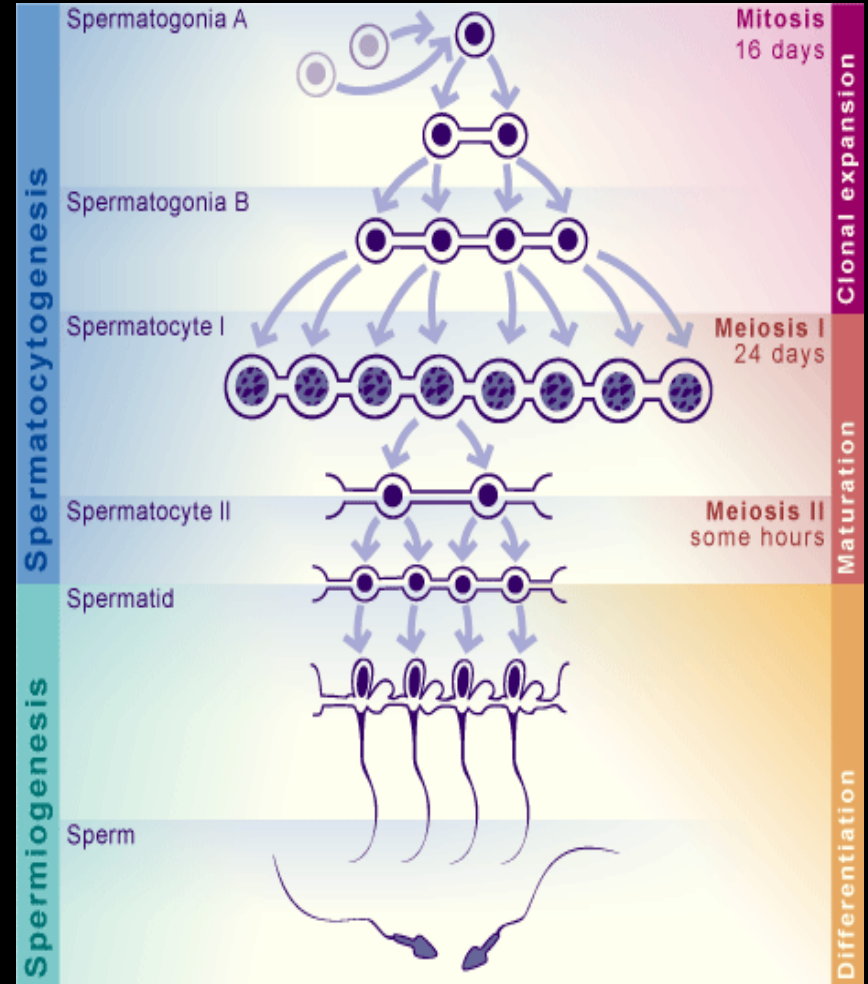 Spermatogonia A
Mitosis
16 days
Spermatogonia B
Spermatocyte I
Meiosis I
24 days
Spermatocyte II
Meiosis II
some hours
Spermatid
Sperm
Spermatocytogenesis
Spermiogenesis
Clonal expansion
Maturation
Differentiation